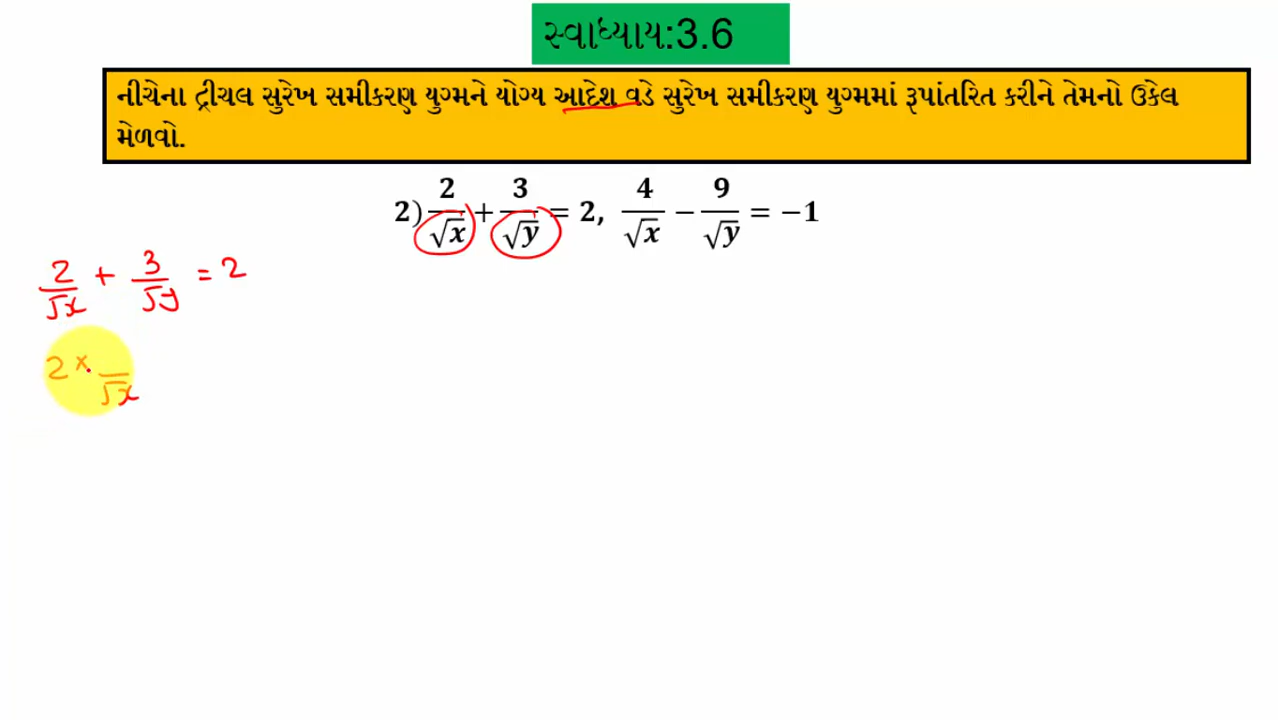 સ્વાધ્યાય:3.6
નીચેના દ્રીચલ સુરેખ સમીકરણ યુગ્મને યોગ્ય આદેશ વડે સુરેખ સમીકરણ યુગ્મમાં રૂપાંતરિત કરીને તેમનો ઉકેલ
મેળવો.
2) 2/√x + 3/√y = 2, 4/√x − 9/√y = −1
2/√x + 3/√y = 2
2 × /√x